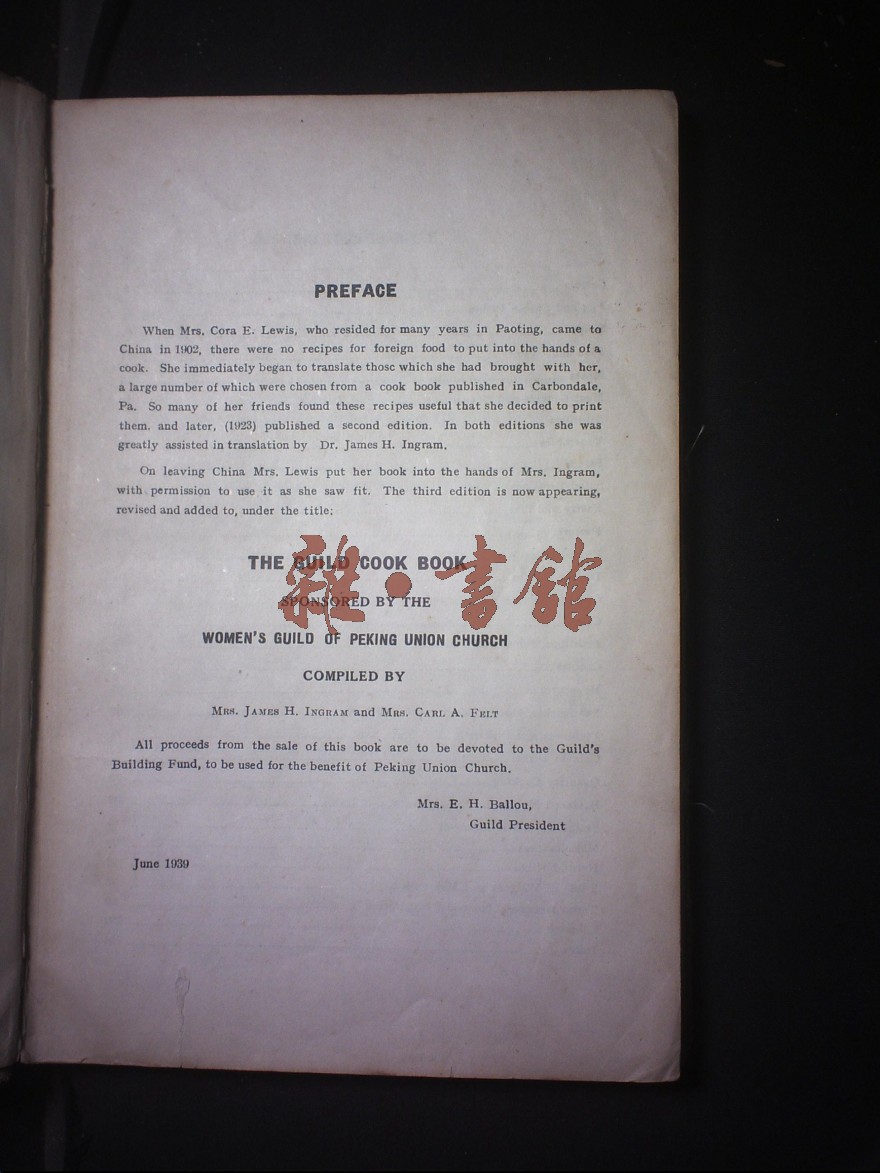 PREFACE
When Mrs. Cora E. Lewis, who resided for many years in Paoting, came to
China in 1902, there were no recipes for foreign food to put into the hands of a
cook. She immediately began to translate those which she had brought with her,
a large number of which were chosen from a cook book published in Carbondale,
Pa. So many of her friends found these recipes useful that she decided to print
them. and later, (1923) published a second edition. In both editions she was
greatly assisted in translation by Dr. James H. Ingram.
On leaving China Mrs. Lewis put her book into the hands of Mrs. Ingram,
with permission to use it as she saw fit. The third edition is now appearing,
revised and added to, under the title:
THE GUILD COOK BOOK
雜·書館
SPONSORED BY THE
WOMEN'S GUILD OF PEKING UNION CHURCH
COMPILED BY
MRS. JAMES H. INGRAM and MRS. CARL A. FELT
All proceeds from the sale of this book are to be devoted to the Guild's
Building Fund, to be used for the benefit of Peking Union Church.
Mrs. E. H. Ballou,
Guild President
June 1939